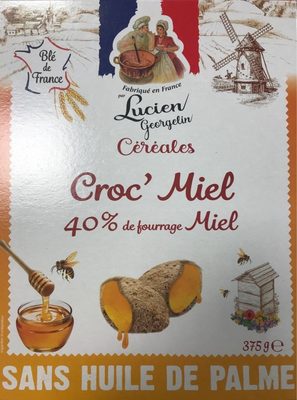 Blé
de
France
Fabriqué en France
par Lucien
Georgelin
Céréales
Croc' Miel
40% de fourrage Miel
375g e
SANS HUILE DE PALME